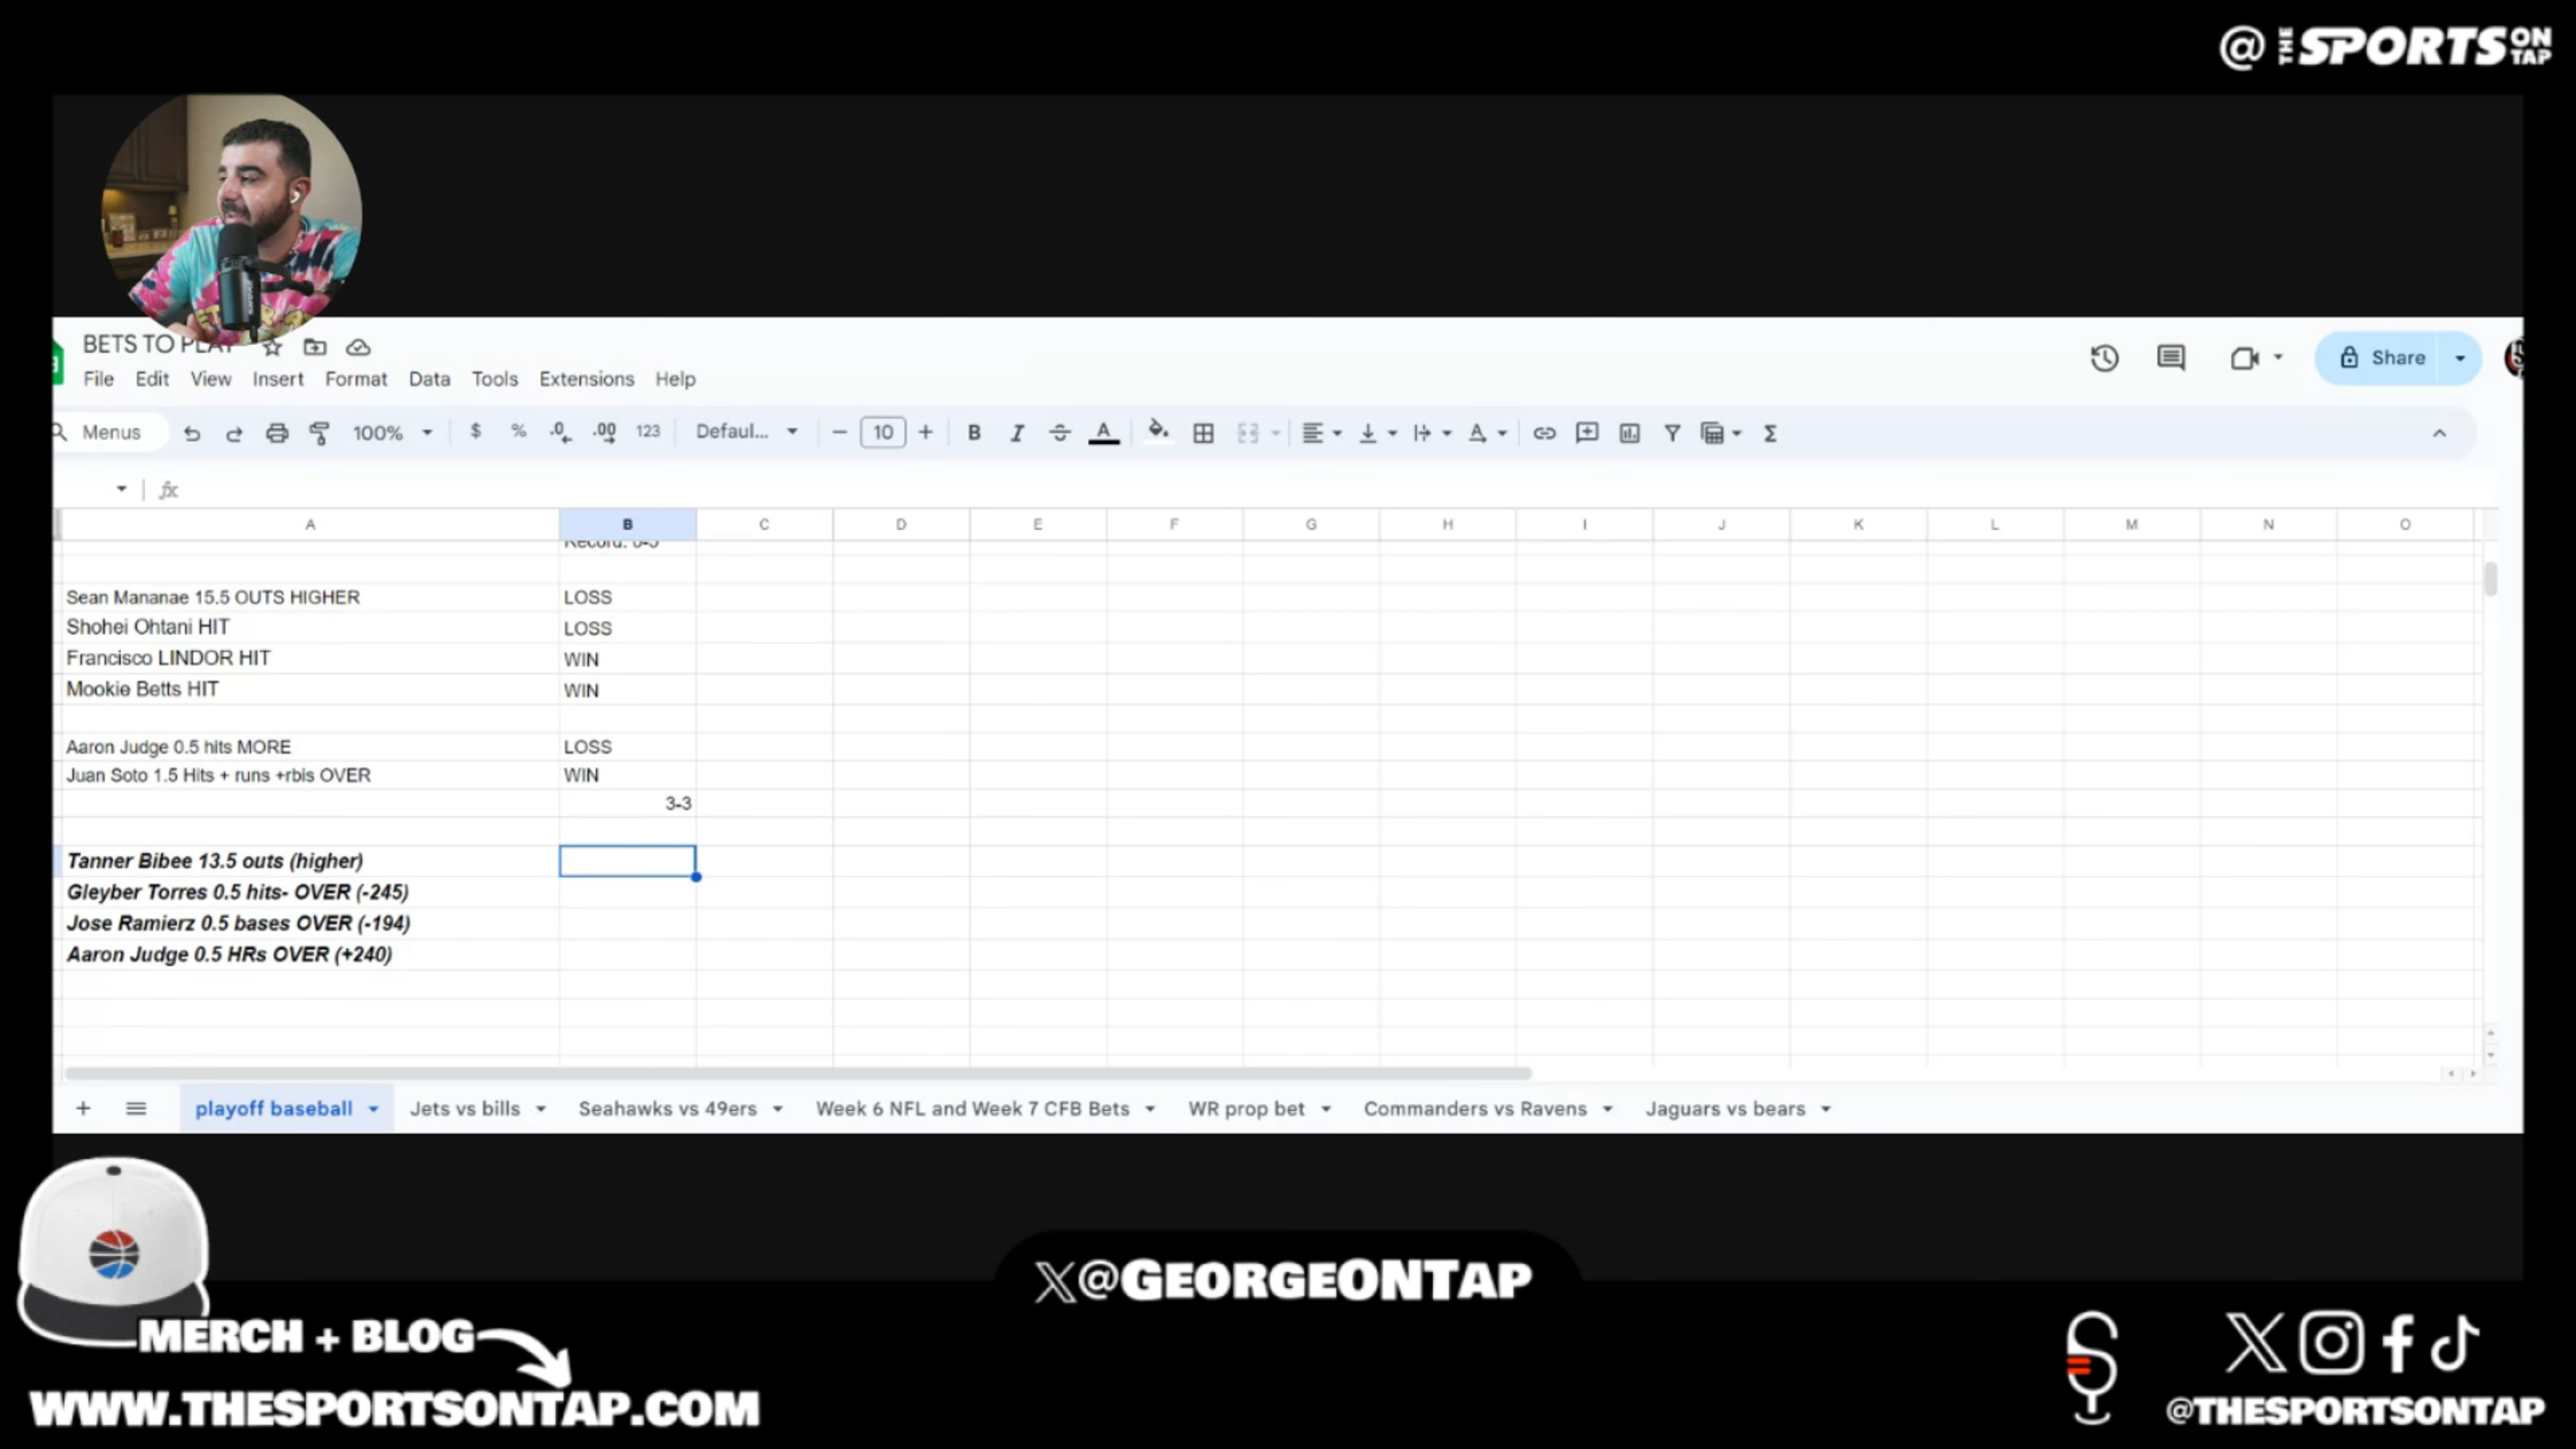 @ THE SPORTS ON TAP
BETS TO PLAY
File Edit View Insert Format Data Tools Extensions Help
Share
Menus 100% $ % .0 .00 123 Defaul... 10 B I A
fx
A B C D E F G H I J K L M N O
Sean Mananae 15.5 OUTS HIGHER LOSS
Shohei Ohtani HIT LOSS
Francisco LINDOR HIT WIN
Mookie Betts HIT WIN
Aaron Judge 0.5 hits MORE LOSS
Juan Soto 1.5 Hits + runs +rbis OVER WIN
3-3
Tanner Bibee 13.5 outs (higher)
Gleyber Torres 0.5 hits- OVER (-245)
Jose Ramierz 0.5 bases OVER (-194)
Aaron Judge 0.5 HRs OVER (+240)
playoff baseball Jets vs bills Seahawks vs 49ers Week 6 NFL and Week 7 CFB Bets WR prop bet Commanders vs Ravens Jaguars vs bears
X@GEORGEONTAP
MERCH + BLOG
WWW.THESPORTSONTAP.COM
@THESPORTSONTAP